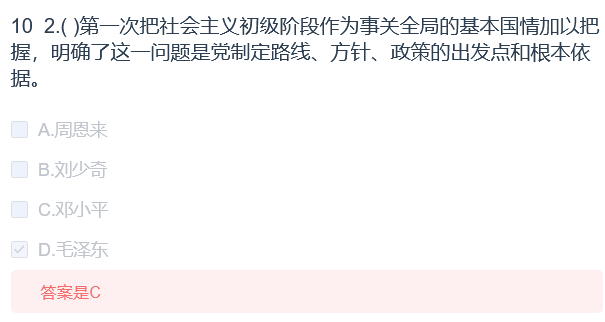 10 2.( )第一次把社会主义初级阶段作为事关全局的基本国情加以把
握，明确了这一问题是党制定路线、方针、政策的出发点和根本依
据。
A.周恩来
B.刘少奇
C.邓小平
D.毛泽东
答案是C